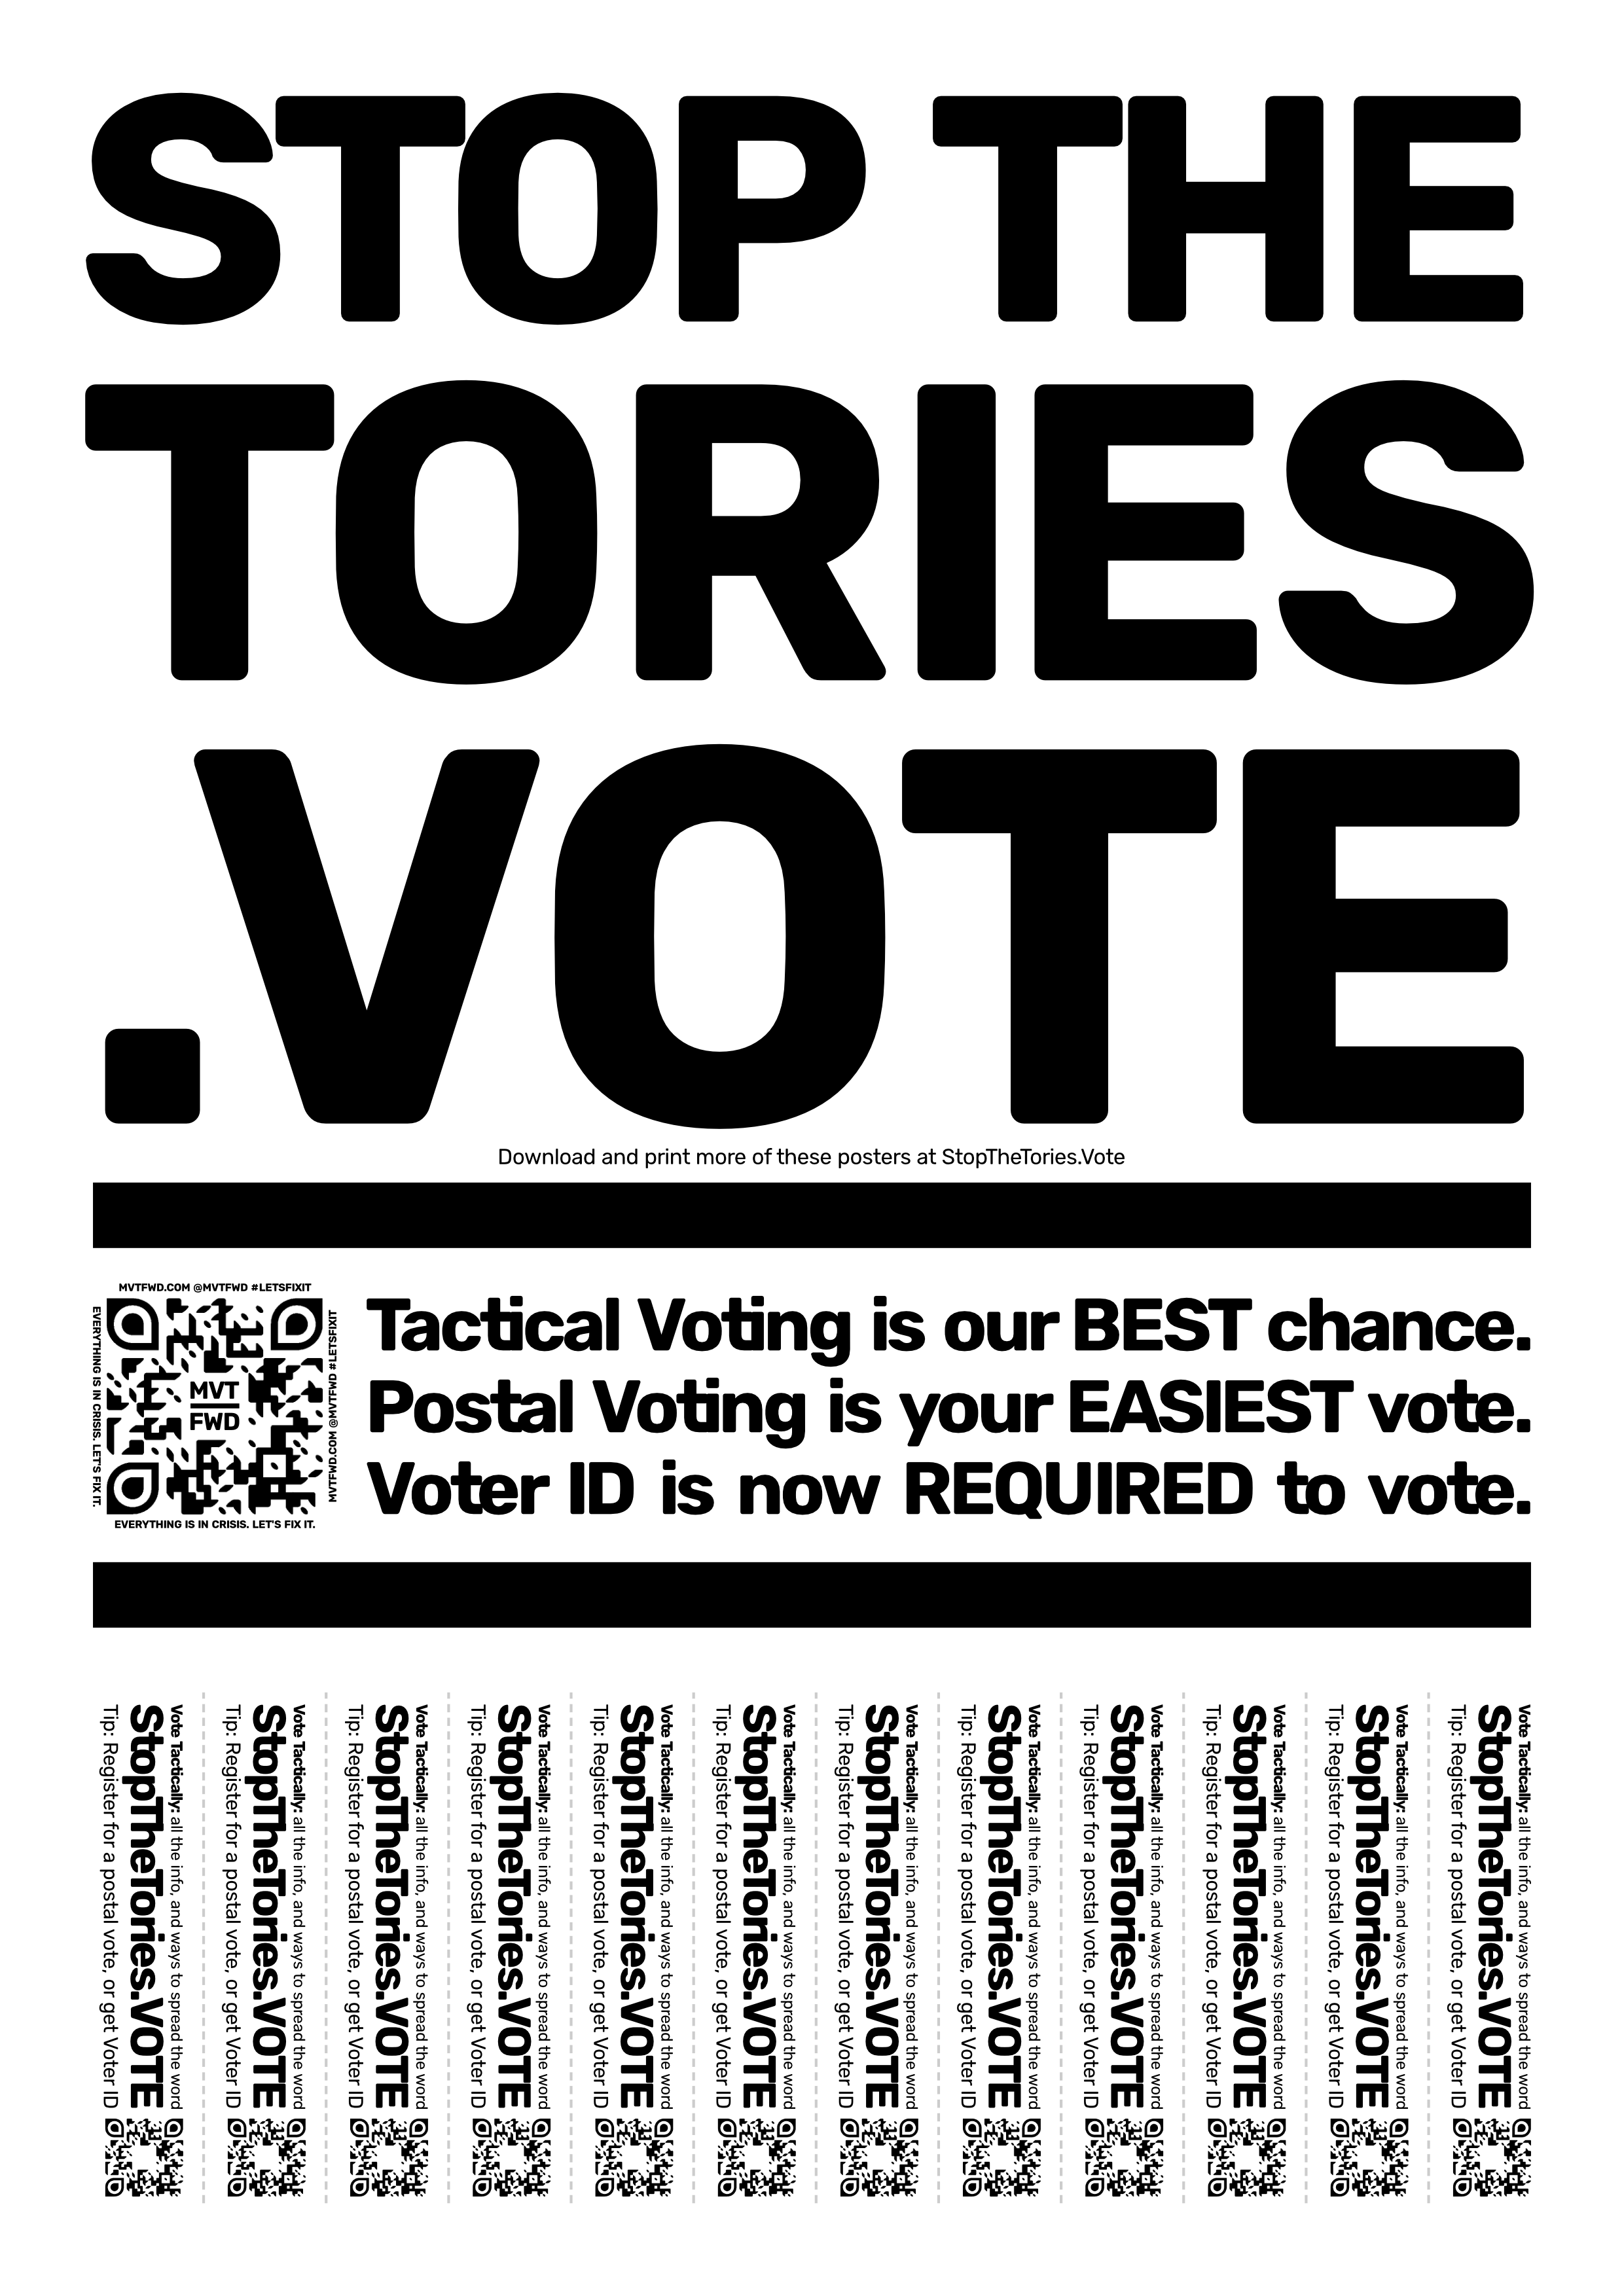 STOP THE
TORIES
.VOTE
Download and print more of these posters at StopTheTories.Vote
MVTFWD.COM @MVTFWD #LETSFIXIT
EVERYTHING IS IN CRISIS. LET'S FIX IT.
MVT
FWD
MVTFWD.COM @MVTFWD #LETSFIXIT
EVERYTHING IS IN CRISIS. LET'S FIX IT.
Tactical Voting is our BEST chance.
Postal Voting is your EASIEST vote.
Voter ID is now REQUIRED to vote.
Vote Tactically: all the info, and ways to spread the word
StopTheTories.VOTE
Tip: Register for a postal vote, or get Voter ID
Vote Tactically: all the info, and ways to spread the word
StopTheTories.VOTE
Tip: Register for a postal vote, or get Voter ID
Vote Tactically: all the info, and ways to spread the word
StopTheTories.VOTE
Tip: Register for a postal vote, or get Voter ID
Vote Tactically: all the info, and ways to spread the word
StopTheTories.VOTE
Tip: Register for a postal vote, or get Voter ID
Vote Tactically: all the info, and ways to spread the word
StopTheTories.VOTE
Tip: Register for a postal vote, or get Voter ID
Vote Tactically: all the info, and ways to spread the word
StopTheTories.VOTE
Tip: Register for a postal vote, or get Voter ID
Vote Tactically: all the info, and ways to spread the word
StopTheTories.VOTE
Tip: Register for a postal vote, or get Voter ID
Vote Tactically: all the info, and ways to spread the word
StopTheTories.VOTE
Tip: Register for a postal vote, or get Voter ID
Vote Tactically: all the info, and ways to spread the word
StopTheTories.VOTE
Tip: Register for a postal vote, or get Voter ID
Vote Tactically: all the info, and ways to spread the word
StopTheTories.VOTE
Tip: Register for a postal vote, or get Voter ID
Vote Tactically: all the info, and ways to spread the word
StopTheTories.VOTE
Tip: Register for a postal vote, or get Voter ID
Vote Tactically: all the info, and ways to spread the word
StopTheTories.VOTE
Tip: Register for a postal vote, or get Voter ID